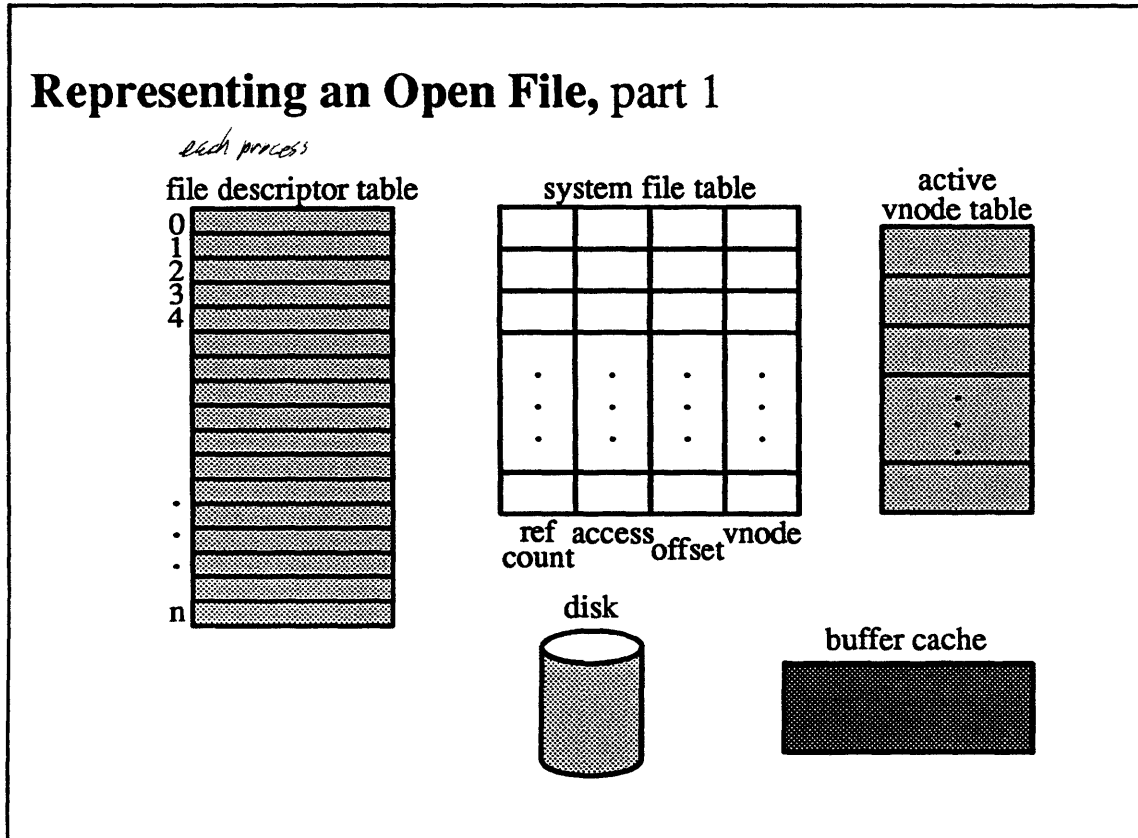 Representing an Open File, part 1
each process
file descriptor table
system file table
active
vnode table
0
1
2
3
4
.
.
.
n
ref count
access
offset
vnode
disk
buffer cache